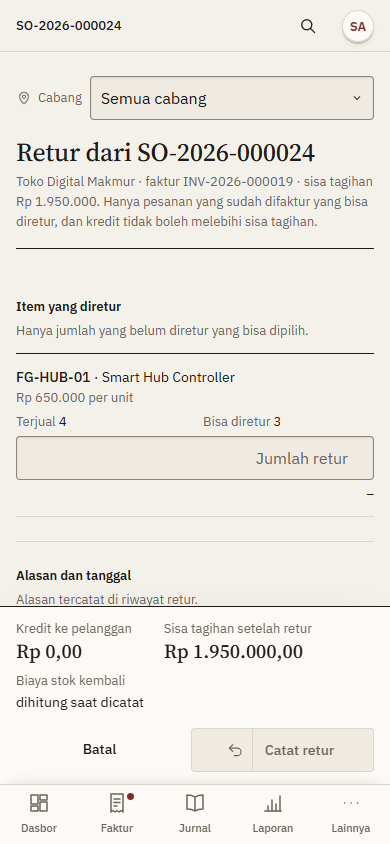 SO-2026-000024
SA
Cabang
Semua cabang
Retur dari SO-2026-000024
Toko Digital Makmur · faktur INV-2026-000019 · sisa tagihan
Rp 1.950.000. Hanya pesanan yang sudah difaktur yang bisa
diretur, dan kredit tidak boleh melebihi sisa tagihan.
Item yang diretur
Hanya jumlah yang belum diretur yang bisa dipilih.
FG-HUB-01 · Smart Hub Controller
Rp 650.000 per unit
Terjual 4 Bisa diretur 3
Jumlah retur
–
Alasan dan tanggal
Alasan tercatat di riwayat retur.
Kredit ke pelanggan Sisa tagihan setelah retur
Rp 0,00 Rp 1.950.000,00
Biaya stok kembali
dihitung saat dicatat
Batal Catat retur
Dasbor Faktur Jurnal Laporan Lainnya